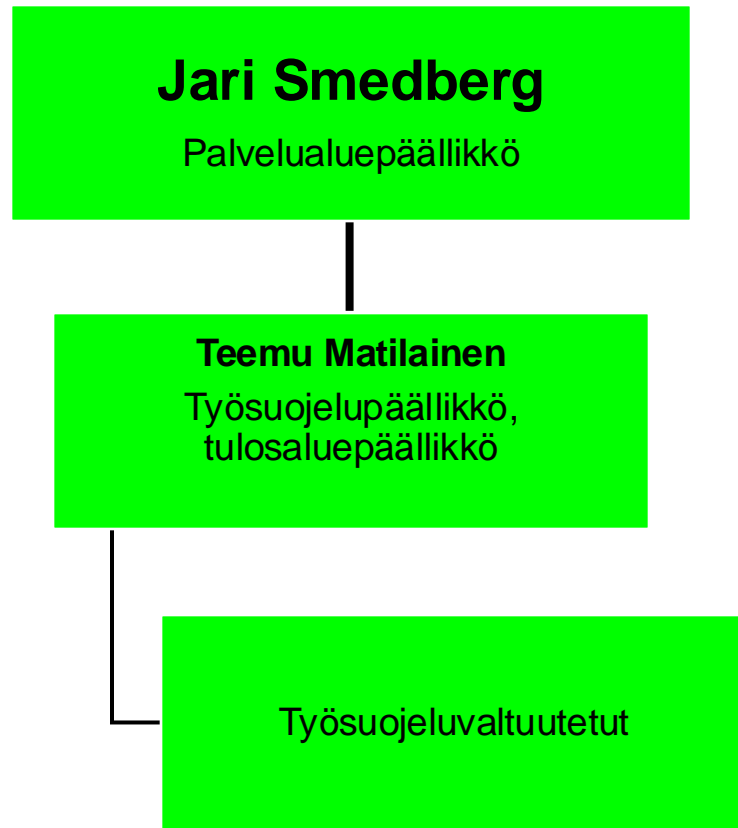 Jari Smedberg
Palvelualuepäällikkö
Teemu Matilainen
Työsuojelupäällikkö,
tulosaluepäällikkö
Työsuojeluvaltuutetut